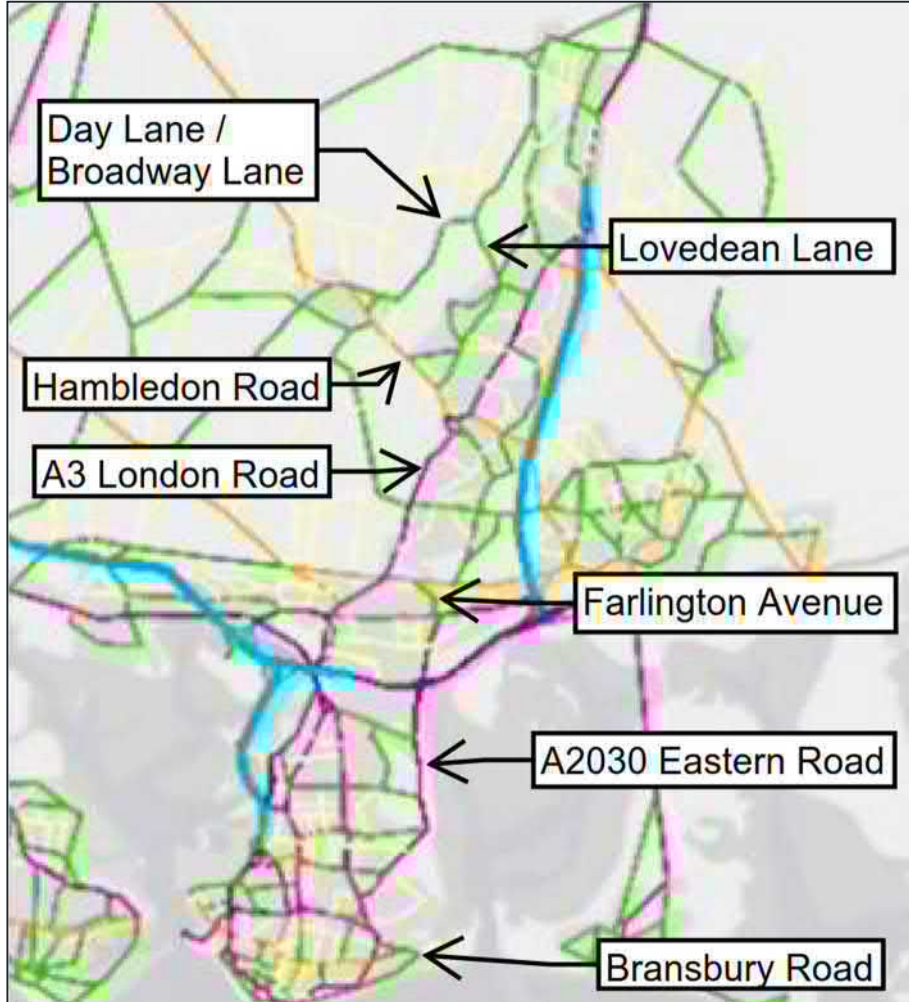 Day Lane /
Broadway Lane
Lovedean Lane
Hambledon Road
A3 London Road
Farlington Avenue
A2030 Eastern Road
Bransbury Road